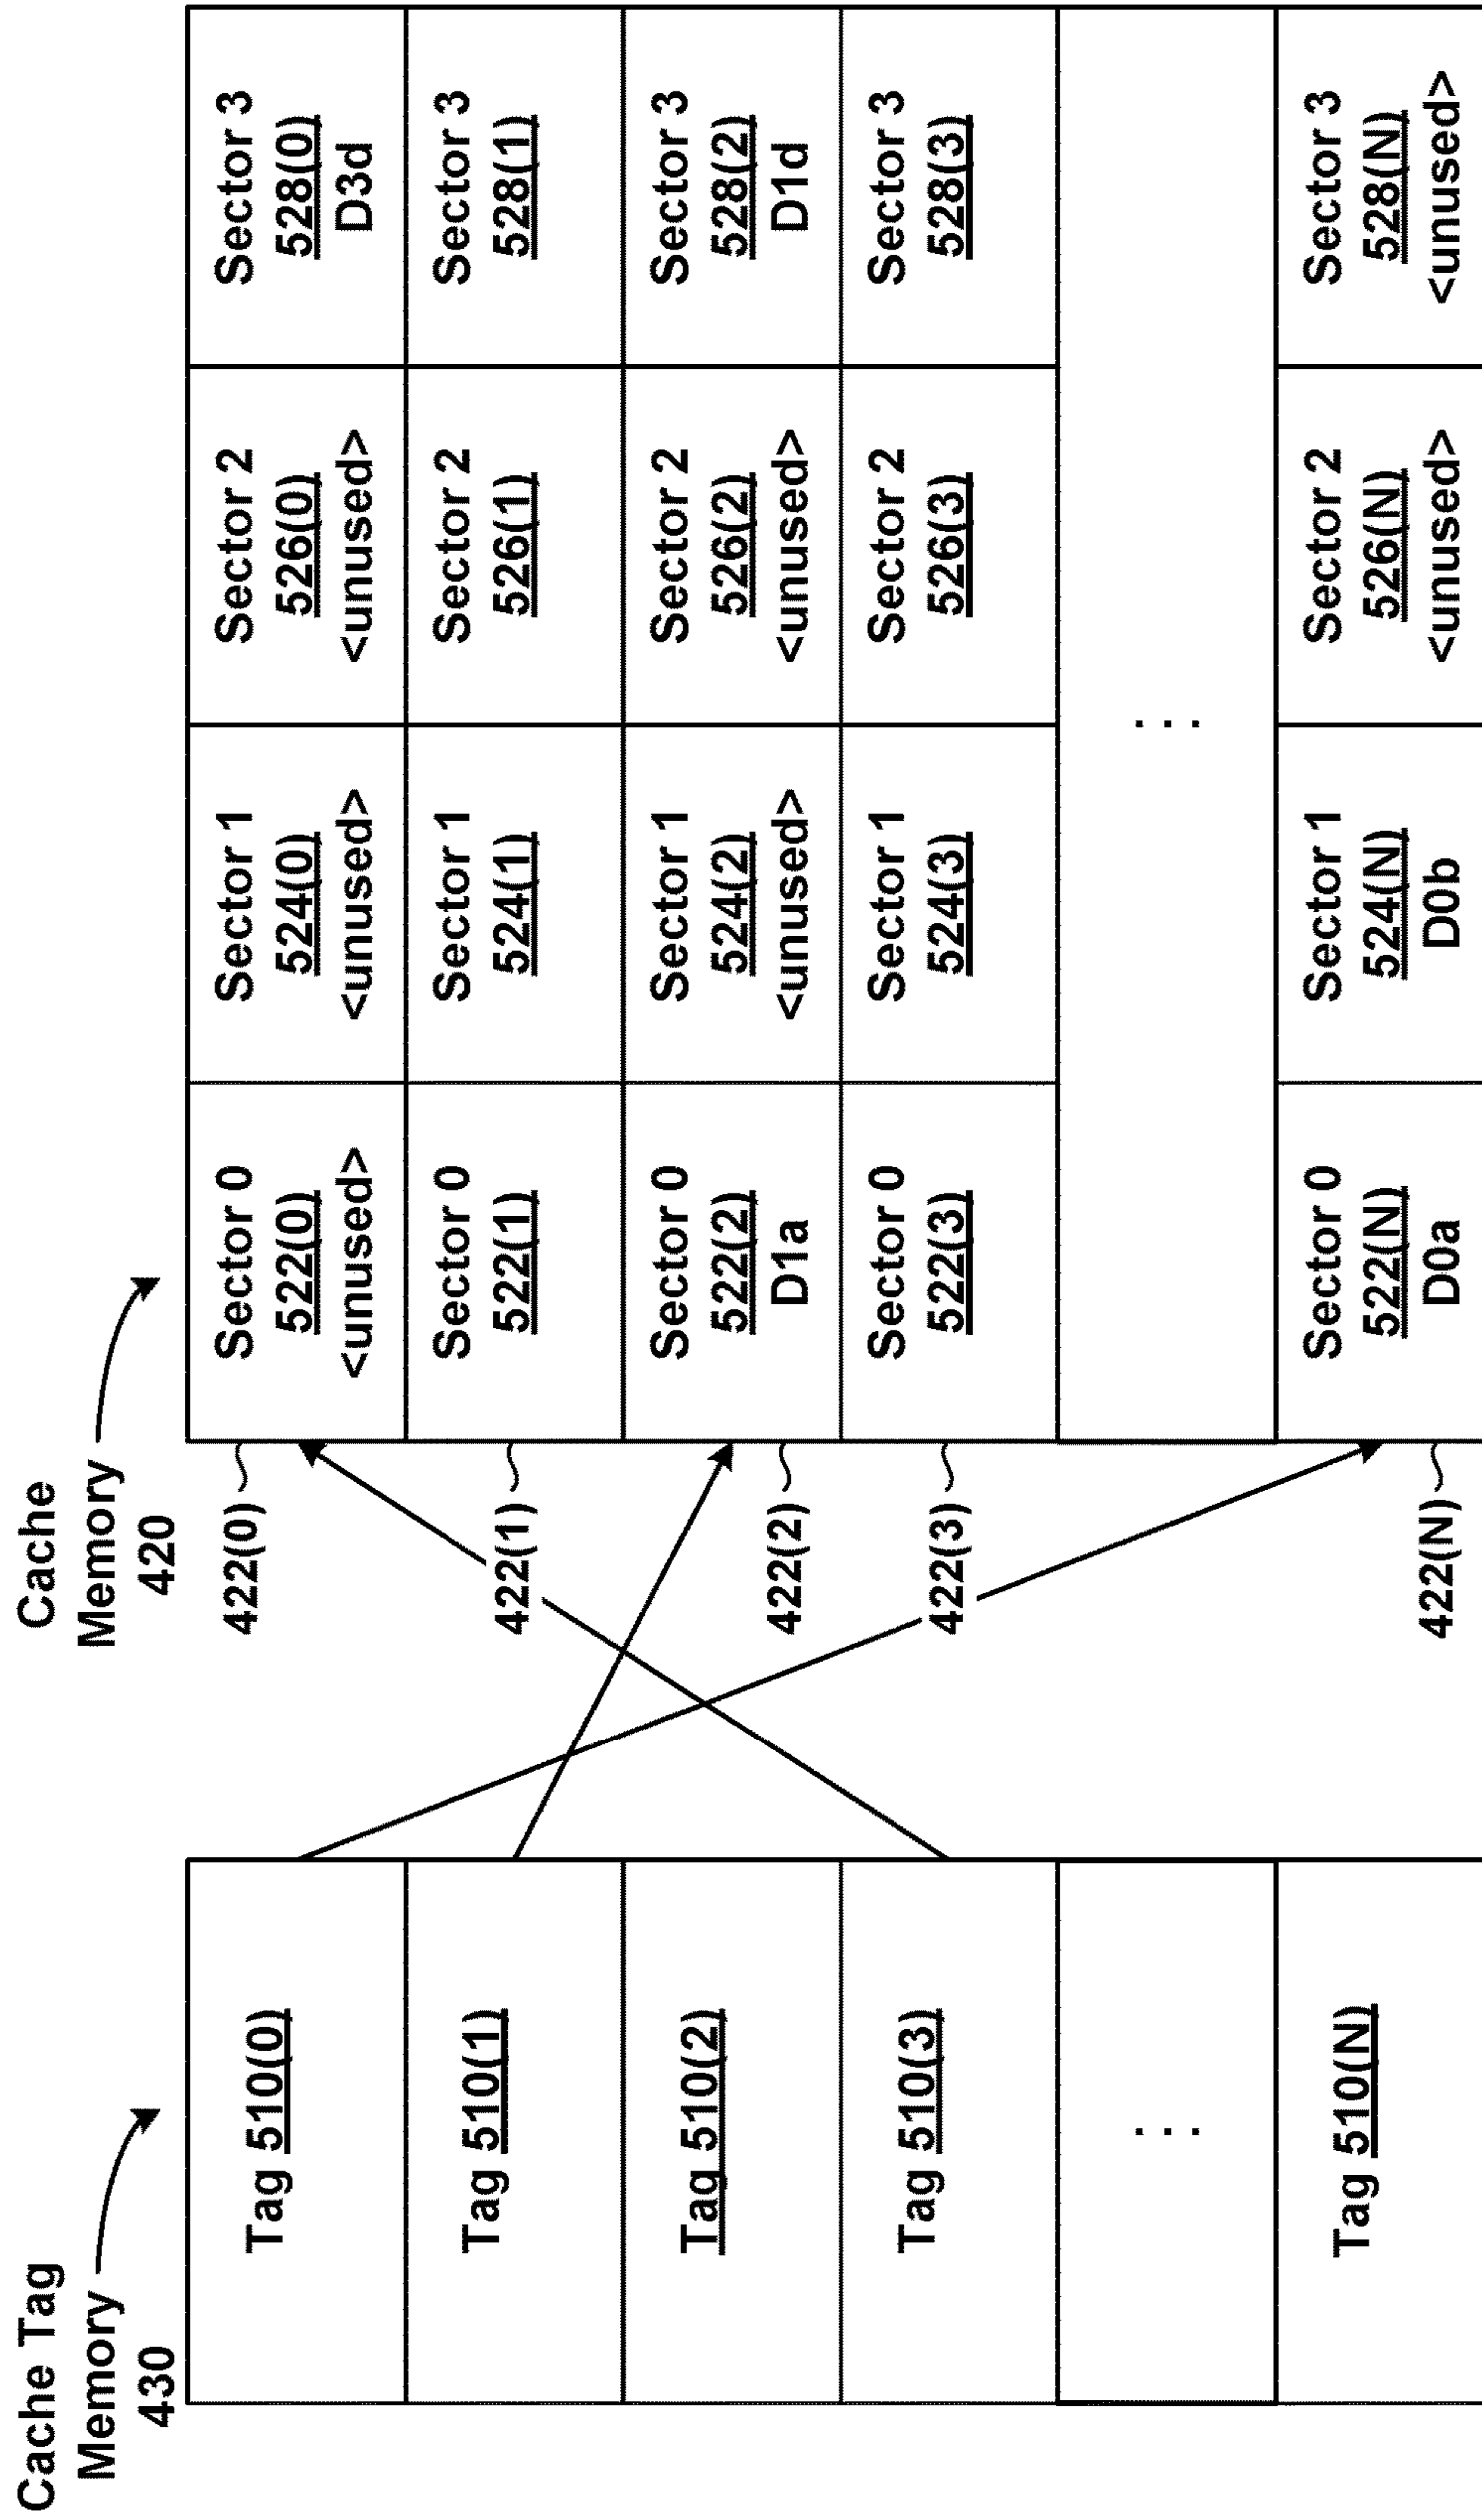 Cache Tag
Memory
430
Cache
Memory
420
Tag 510(0)
Tag 510(1)
Tag 510(2)
Tag 510(3)
...
Tag 510(N)
422(0)
422(1)
422(2)
422(3)
422(N)
Sector 0
522(0)
<unused>
Sector 1
524(0)
<unused>
Sector 2
526(0)
<unused>
Sector 3
528(0)
D3d
Sector 0
522(1)
Sector 1
524(1)
Sector 2
526(1)
Sector 3
528(1)
Sector 0
522(2)
D1a
Sector 1
524(2)
<unused>
Sector 2
526(2)
<unused>
Sector 3
528(2)
D1d
Sector 0
522(3)
Sector 1
524(3)
Sector 2
526(3)
Sector 3
528(3)
...
Sector 0
522(N)
D0a
Sector 1
524(N)
D0b
Sector 2
526(N)
<unused>
Sector 3
528(N)
<unused>